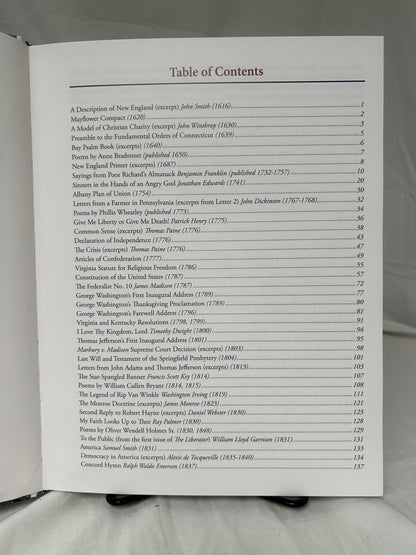 Table of Contents
A Description of New England (excerpt) John Smith (1616) 1
Mayflower Compact (1620) 2
A Model of Christian Charity (excerpt) John Winthrop (1630) 3
Preamble to the Fundamental Orders of Connecticut (1639) 5
Bay Psalm Book (excerpt) (1640) 6
Poems by Anne Bradstreet (published 1650) 7
New England Primer (excerpt) (1687) 8
Sayings from Poor Richard's Almanack Benjamin Franklin (published 1732-1757) 10
Sinners in the Hands of an Angry God Jonathan Edwards (1741) 20
Albany Plan of Union (1754) 30
Letters from a Farmer in Pennsylvania (excerpts from Letter 2) John Dickinson (1767-1768) 32
Poems by Phillis Wheatley (published 1773) 34
Give Me Liberty or Give Me Death! Patrick Henry (1775) 36
Common Sense (excerpt) Thomas Paine (1776) 38
Declaration of Independence (1776) 43
The Crisis (excerpt) Thomas Paine (1776) 47
Articles of Confederation (1777) 49
Virginia Statute for Religious Freedom (1786) 55
Constitution of the United States (1787) 57
The Federalist No. 10 James Madison (1787) 72
George Washington's First Inaugural Address (1789) 77
George Washington's Thanksgiving Proclamation (1789) 80
George Washington's Farewell Address (1796) 81
Virginia and Kentucky Resolutions (1798, 1799) 91
I Love Thy Kingdom, Lord Timothy Dwight (1800) 94
Thomas Jefferson's First Inaugural Address (1801) 95
Marbury v. Madison Supreme Court Decision (excerpts) (1803) 98
Last Will and Testament of the Springfield Presbytery (1804) 101
Letters from John Adams and Thomas Jefferson (excerpts) (1813) 103
The Star-Spangled Banner Francis Scott Key (1814) 107
Poems by William Cullen Bryant (1814, 1815) 108
The Legend of Rip Van Winkle Washington Irving (1819) 111
The Monroe Doctrine (excerpt) James Monroe (1823) 121
Second Reply to Robert Hayne (excerpts) Daniel Webster (1830) 123
My Faith Looks Up to Thee Ray Palmer (1830) 128
Poems by Oliver Wendell Holmes Sr. (1830, 1848) 129
To the Public (from the first issue of The Liberator) William Lloyd Garrison (1831) 131
America Samuel Smith (1831) 133
Democracy in America (excerpts) Alexis de Tocqueville (1835-1840) 134
Concord Hymn Ralph Waldo Emerson (1837) 137